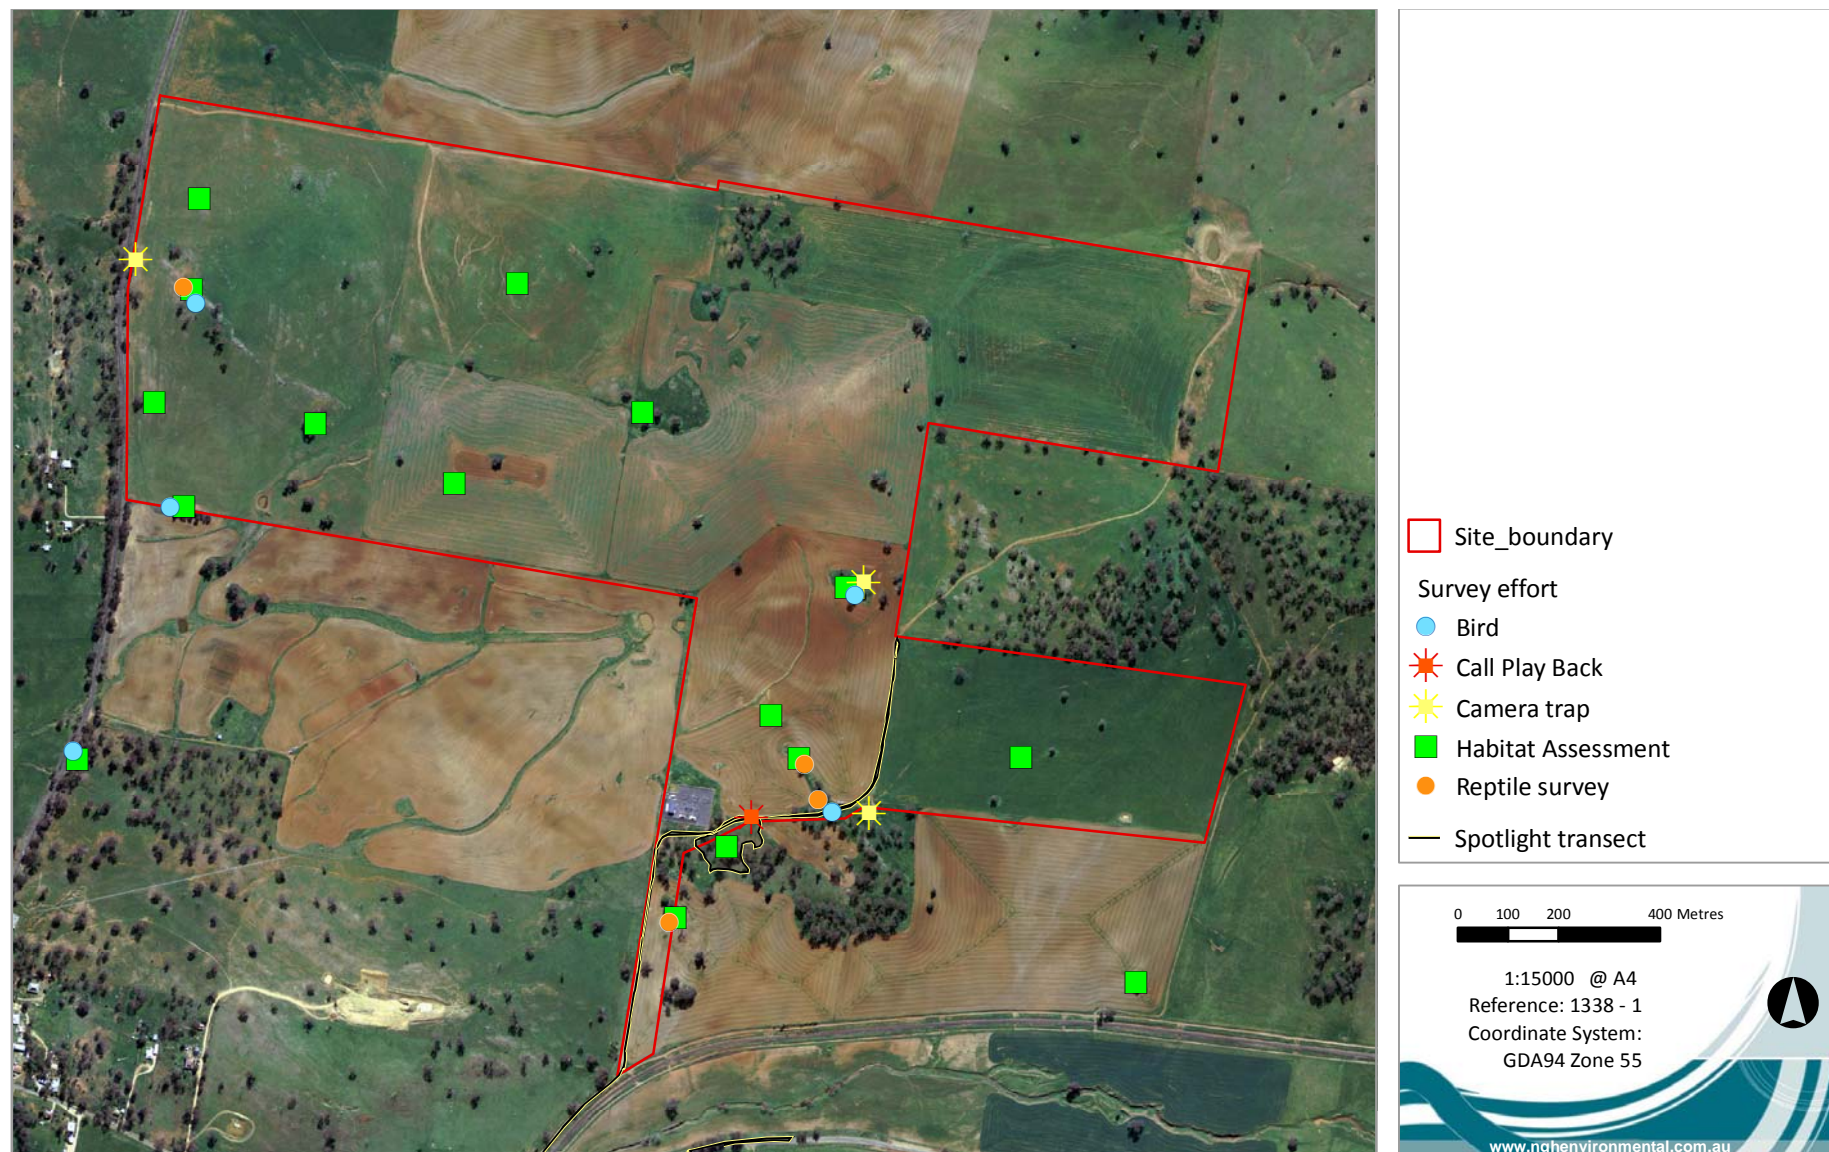 Site_boundary
Survey effort
Bird
Call Play Back
Camera trap
Habitat Assessment
Reptile survey
Spotlight transect
0 100 200 400 Metres
1:15000 @ A4
Reference: 1338 - 1
Coordinate System:
GDA94 Zone 55
www.nghenvironmental.com.au